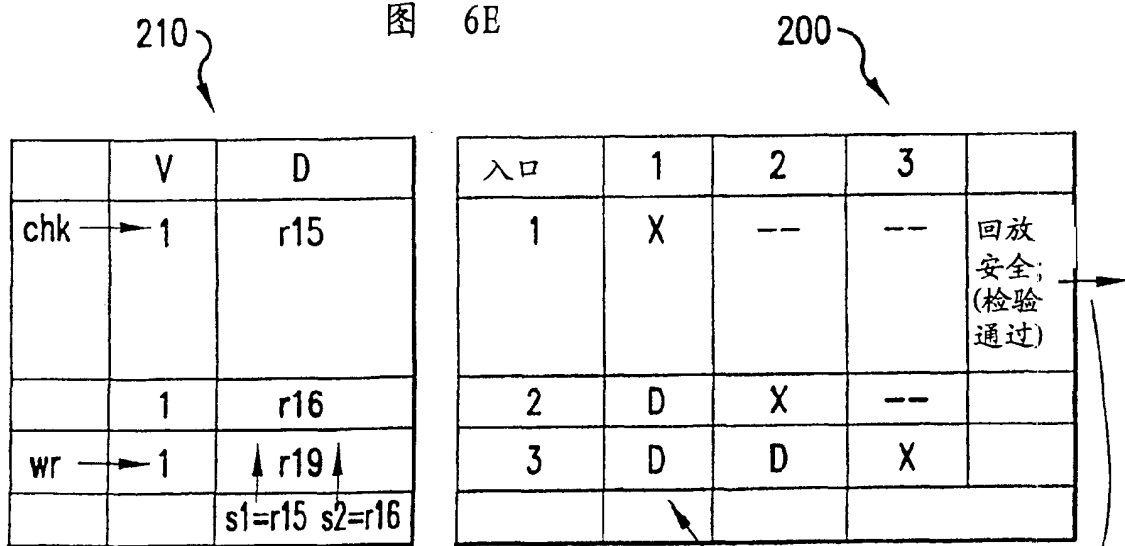 图 6E
210
200
V D
chk 1 r15
1 r16
wr 1 r19
s1=r15 s2=r16
入口 1 2 3
1 X -- -- 回放
安全;
(检验
通过)
2 D X --
3 D D X